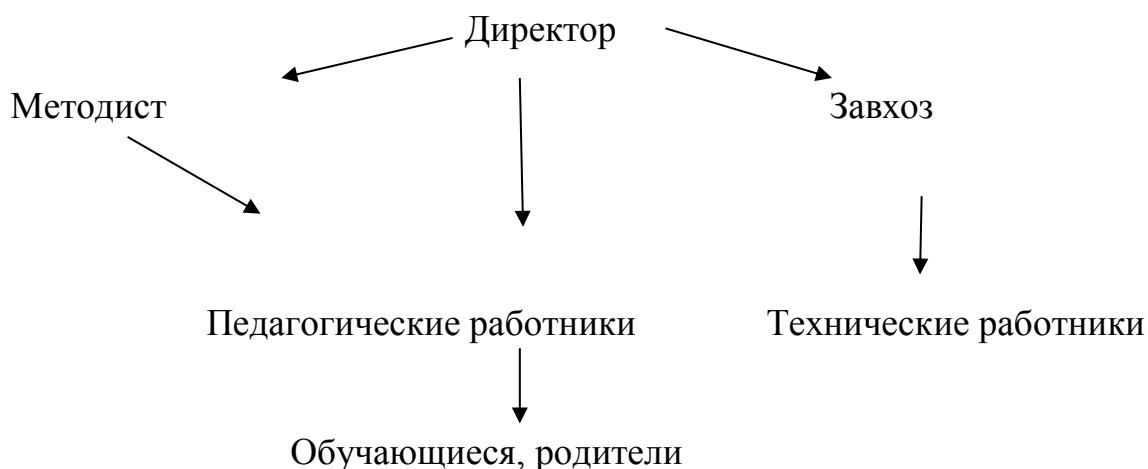 Директор
Методист Завхоз
Педагогические работники Технические работники
Обучающиеся, родители